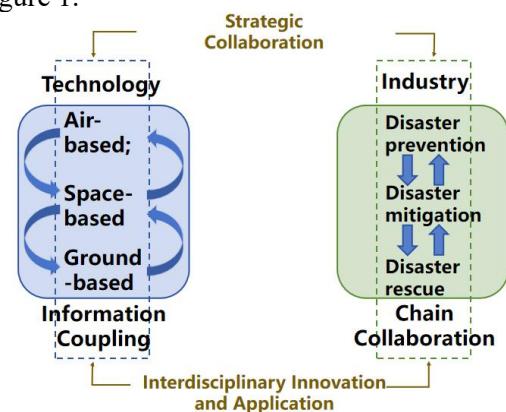 gure 1.
Strategic
Collaboration
Technology
Air-
based;
Space-
based
Ground
-based
Information
Coupling
Industry
Disaster
prevention
Disaster
mitigation
Disaster
rescue
Chain
Collaboration
Interdisciplinary Innovation
and Application